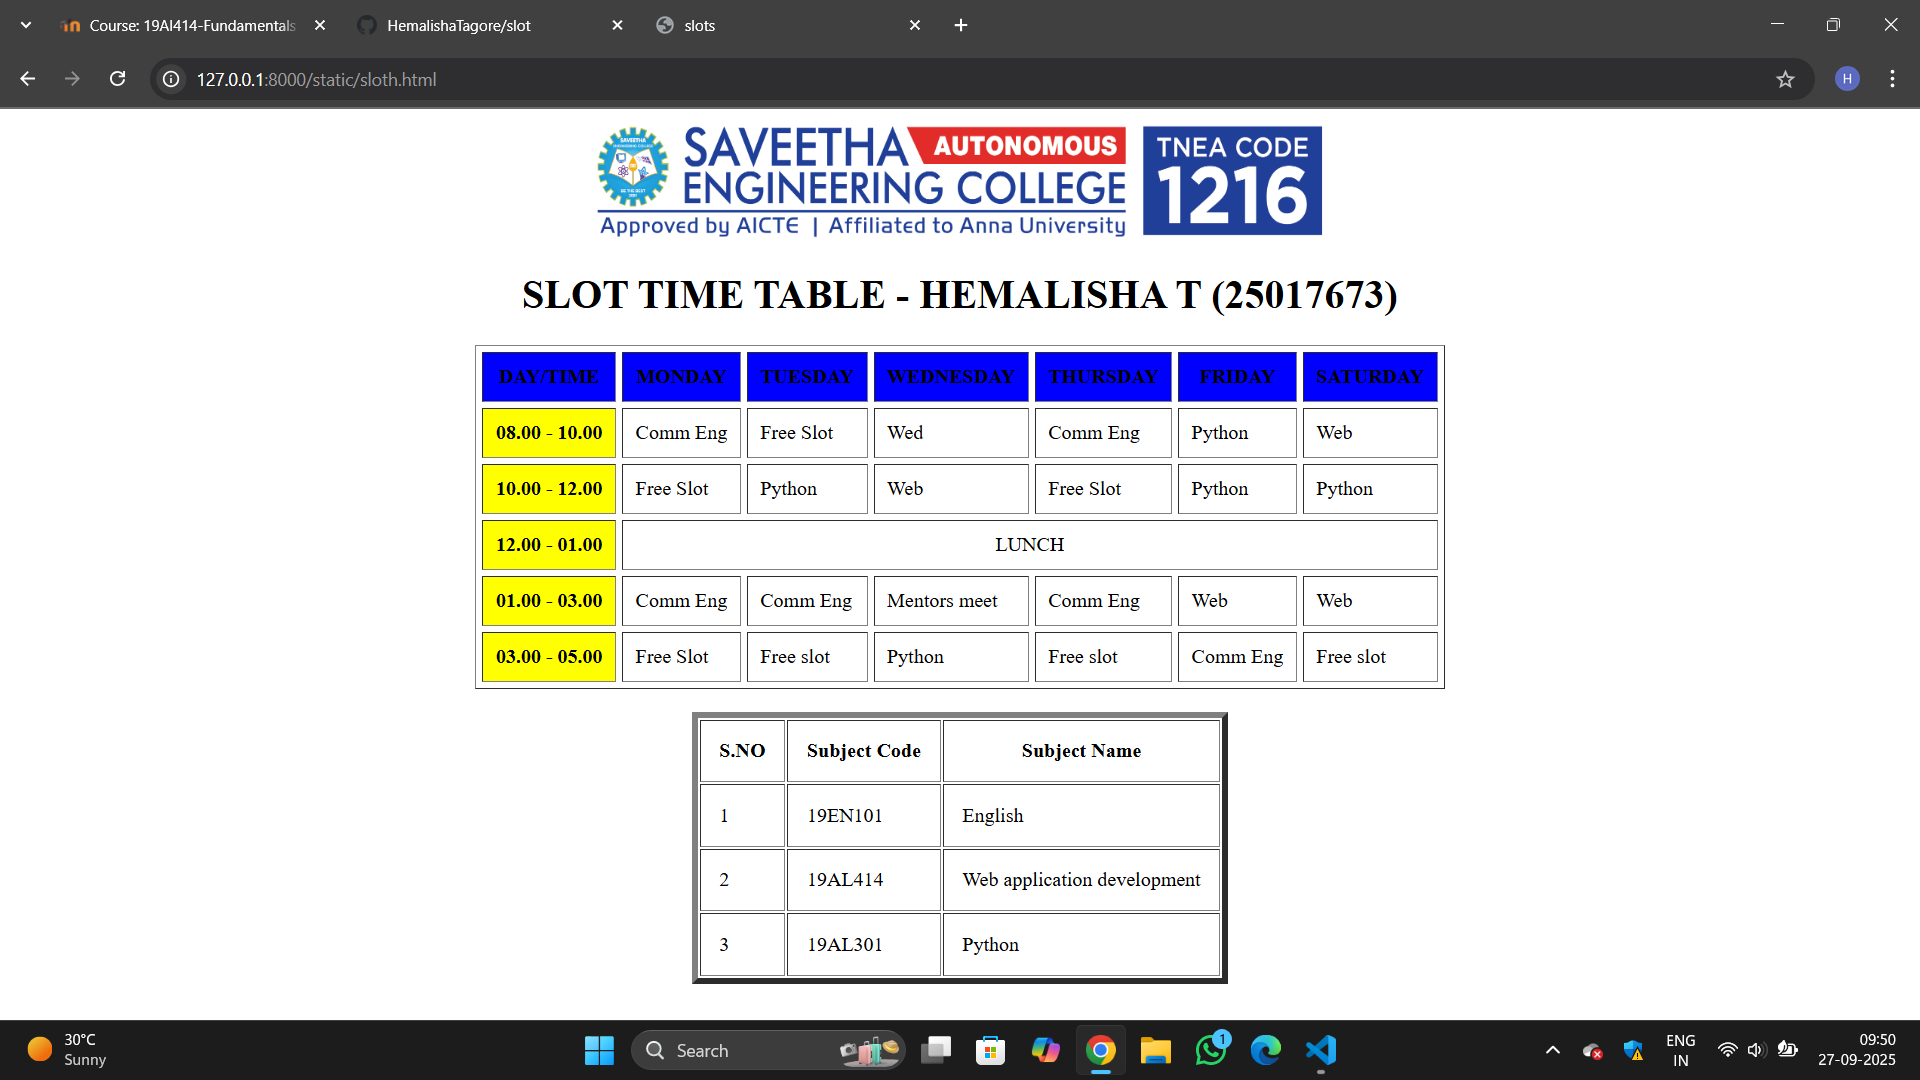 Course: 19AI414-Fundamentals
HemalishaTagore/slot
slots
127.0.0.1:8000/static/sloth.html
H
SAVEETHA AUTONOMOUS
ENGINEERING COLLEGE
Approved by AICTE | Affiliated to Anna University
TNEA CODE
1216
SLOT TIME TABLE - HEMALISHA T (25017673)
DAY/TIME MONDAY TUESDAY WEDNESDAY THURSDAY FRIDAY SATURDAY
08.00 - 10.00 Comm Eng Free Slot Wed Comm Eng Python Web
10.00 - 12.00 Free Slot Python Web Free Slot Python Python
12.00 - 01.00 LUNCH
01.00 - 03.00 Comm Eng Comm Eng Mentors meet Comm Eng Web Web
03.00 - 05.00 Free Slot Free slot Python Free slot Comm Eng Free slot
S.NO Subject Code Subject Name
1 19EN101 English
2 19AL414 Web application development
3 19AL301 Python
30°C
Sunny
Search
1
ENG
IN
09:50
27-09-2025